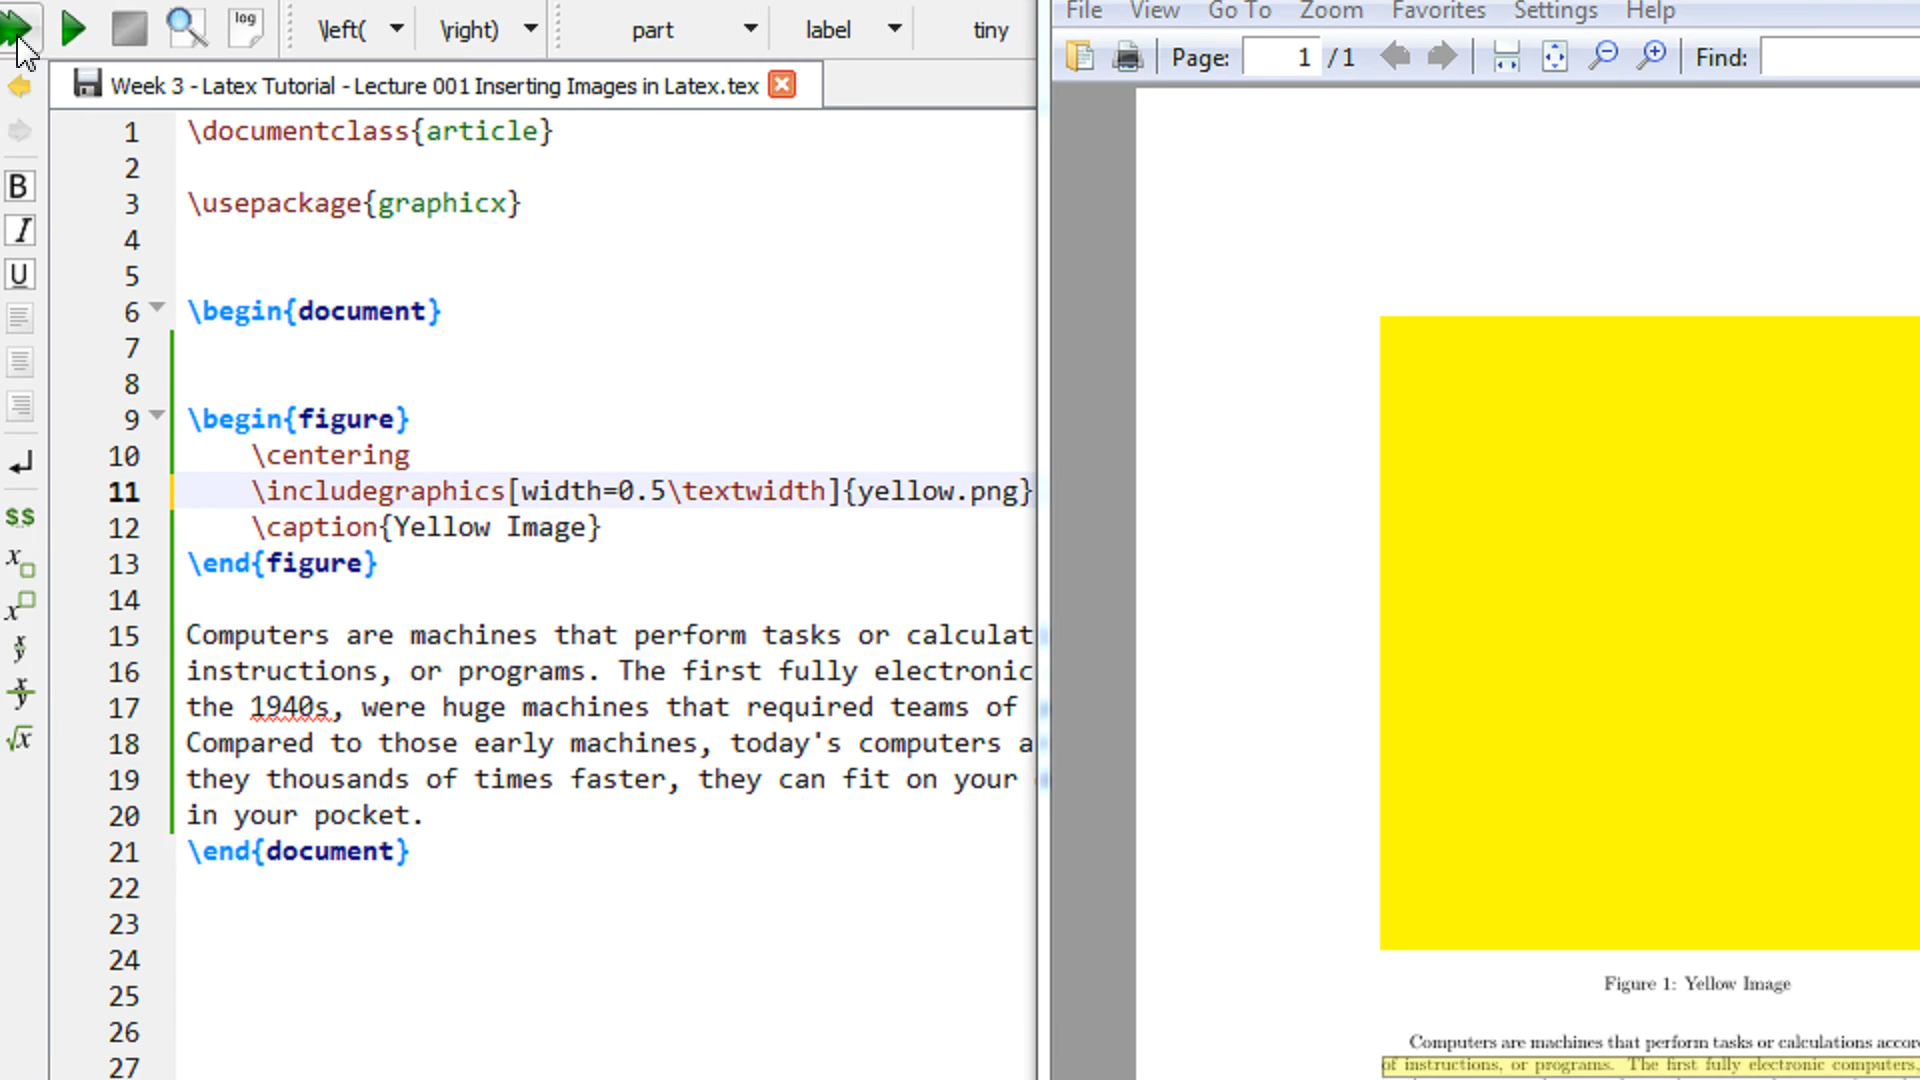 log \left( \right) part label tiny
Week 3 - Latex Tutorial - Lecture 001 Inserting Images in Latex.tex
B
I
U
$$
x
x
x/y
x/y
√x
1 \documentclass{article}
2
3 \usepackage{graphicx}
4
5
6 \begin{document}
7
8
9 \begin{figure}
10 \centering
11 \includegraphics[width=0.5\textwidth]{yellow.png}
12 \caption{Yellow Image}
13 \end{figure}
14
15 Computers are machines that perform tasks or calculat
16 instructions, or programs. The first fully electronic
17 the 1940s, were huge machines that required teams of
18 Compared to those early machines, today's computers a
19 they thousands of times faster, they can fit on your
20 in your pocket.
21 \end{document}
22
23
24
25
26
27
File View Go To Zoom Favorites Settings Help
Page: 1 / 1 Find:
Figure 1: Yellow Image
Computers are machines that perform tasks or calculations accor
of instructions, or programs. The first fully electronic computers,